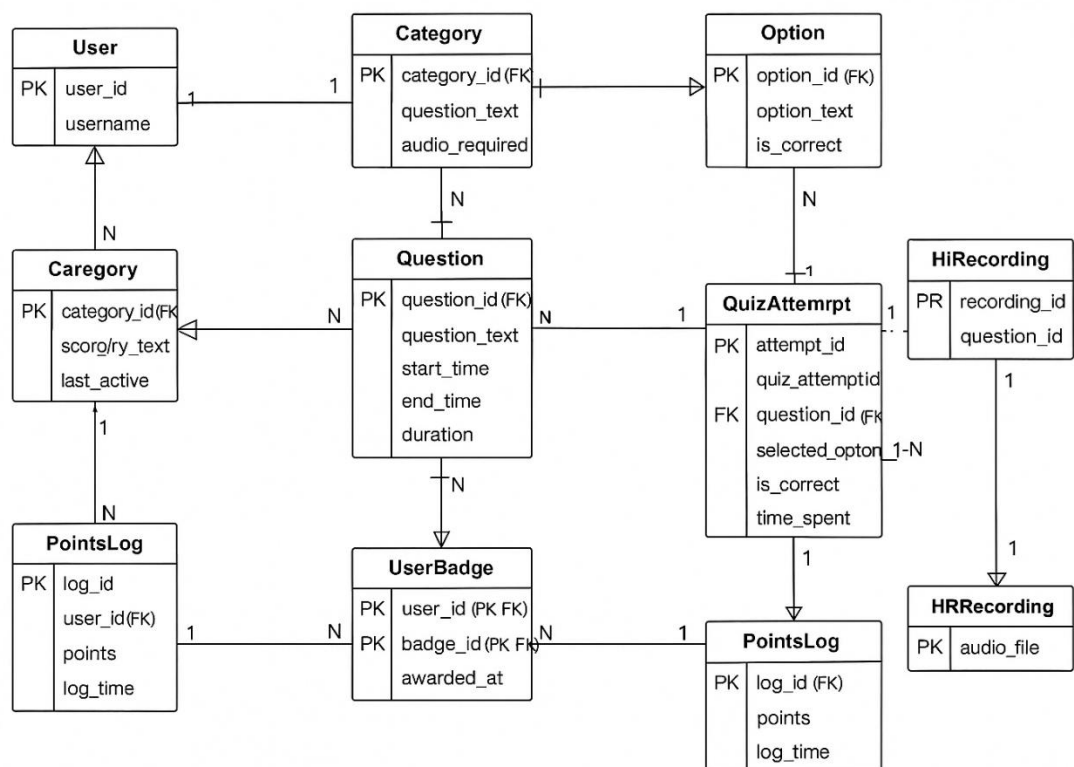 User
PK user_id
username
1
1
Category
PK category_id (FK)
question_text
audio_required
Option
PK option_id (FK)
option_text
is_correct
N
N
N
Caregory
PK category_id (FK
scoro/ry_text
last_active
N
Question
PK question_id (FK)
question_text
start_time
end_time
duration
N
1
1
QuizAttemrpt
PK attempt_id
quiz_attemptid
FK question_id (FK
selected_opton_1-N
is_correct
time_spent
1
HiRecording
PR recording_id
question_id
1
1
N
N
1
1
PointsLog
PK log_id
user_id(FK)
points
log_time
1
N
UserBadge
PK user_id (PK FK)
PK badge_id (PK FK)
awarded_at
N
1
PointsLog
PK log_id (FK)
points
log_time
HRRecording
PK audio_file